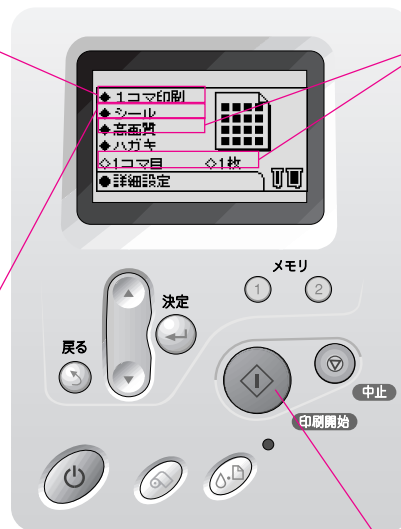 ◆1コマ印刷
◆シール
◆高画質
◆ハガキ
◇1コマ目 ◇1枚
●詳細設定
メモリ
1 2
決定
戻る
中止
印刷開始